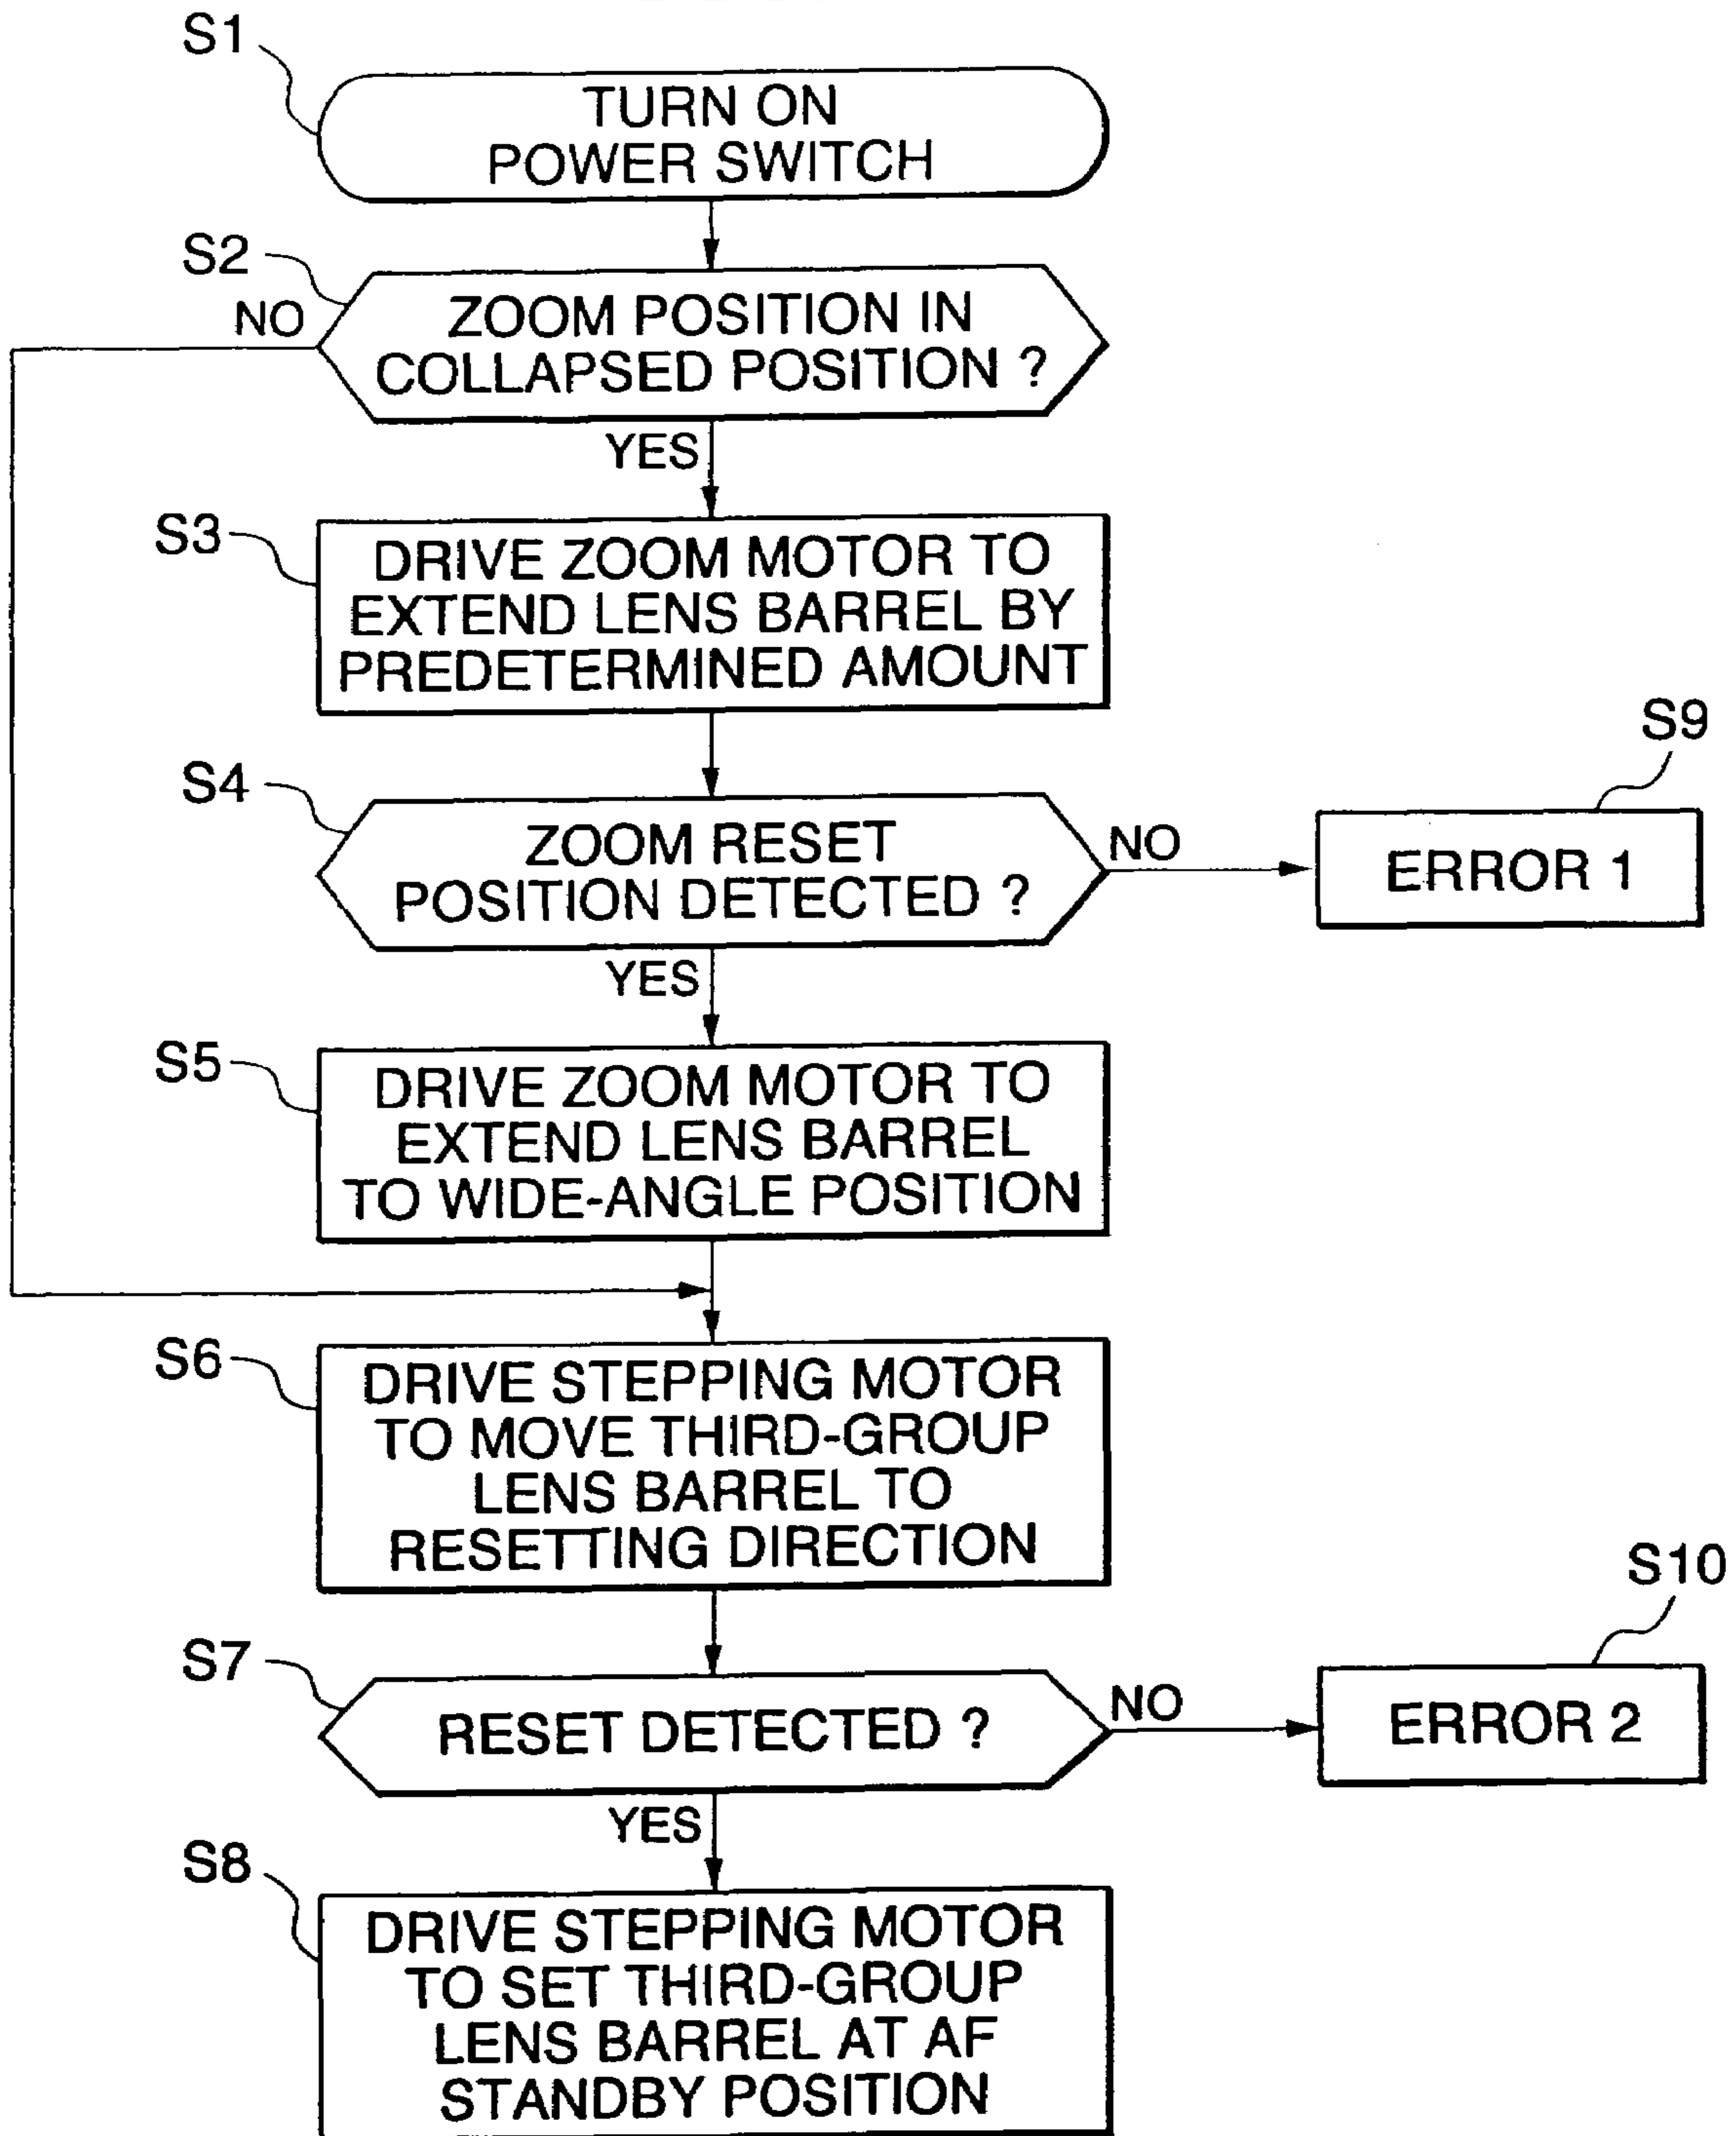 S1
TURN ON
POWER SWITCH
S2
NO
ZOOM POSITION IN
COLLAPSED POSITION ?
YES
S3
DRIVE ZOOM MOTOR TO
EXTEND LENS BARREL BY
PREDETERMINED AMOUNT
S9
S4
ZOOM RESET
POSITION DETECTED ?
NO
ERROR 1
YES
S5
DRIVE ZOOM MOTOR TO
EXTEND LENS BARREL
TO WIDE-ANGLE POSITION
S6
DRIVE STEPPING MOTOR
TO MOVE THIRD-GROUP
LENS BARREL TO
RESETTING DIRECTION
S10
S7
RESET DETECTED ?
NO
ERROR 2
YES
S8
DRIVE STEPPING MOTOR
TO SET THIRD-GROUP
LENS BARREL AT AF
STANDBY POSITION